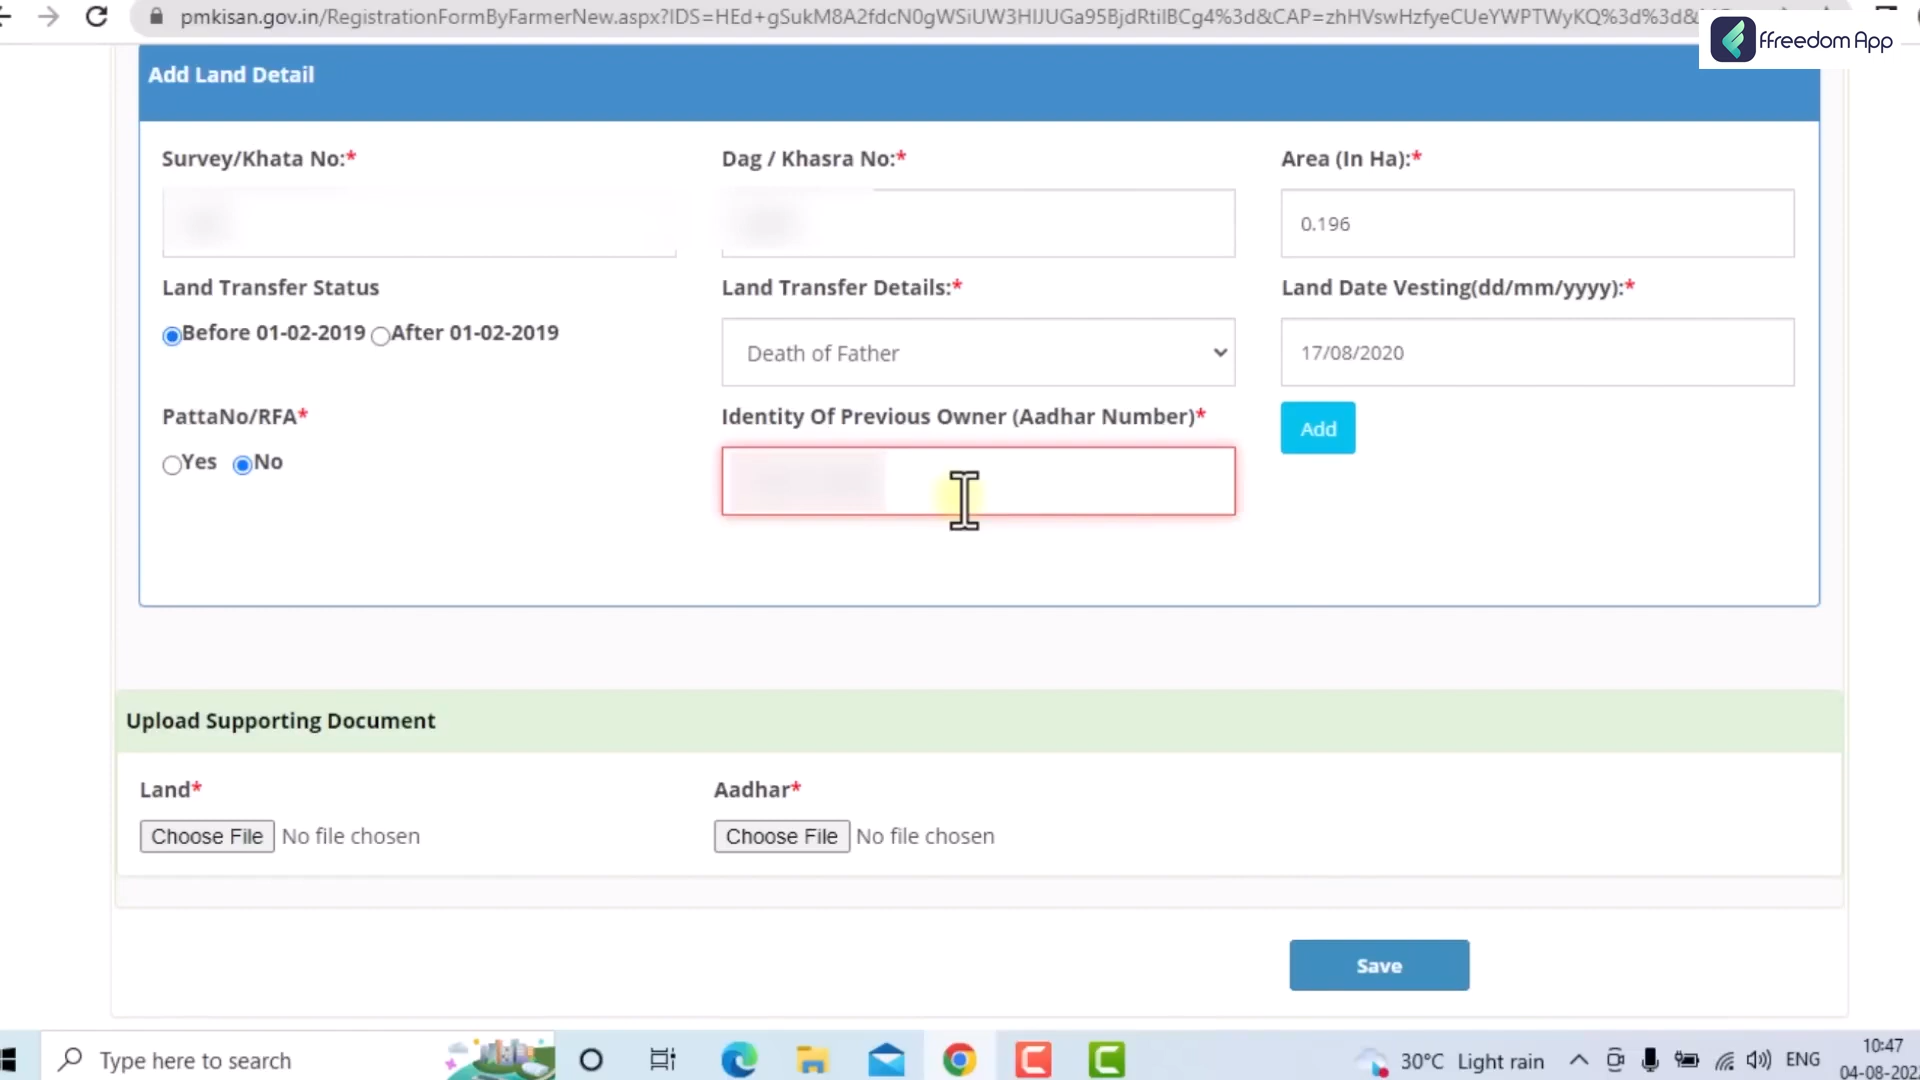 pmkisan.gov.in/RegistrationFormByFarmerNew.aspx?IDS=HEd+gSukM8A2fdcN0gWSiUW3HIJUGa95BjdRtiIBCg4%3d&CAP=zhHVswHzfyeCUeYWPTWyKQ%3d%3d&
ffreedom App
Add Land Detail
Survey/Khata No:* Dag / Khasra No:* Area (In Ha):*
0.196
Land Transfer Status Land Transfer Details:* Land Date Vesting(dd/mm/yyyy):*
Before 01-02-2019 After 01-02-2019
Death of Father 17/08/2020
PattaNo/RFA* Identity Of Previous Owner (Aadhar Number)*
Add
Yes No
Upload Supporting Document
Land* Aadhar*
Choose File No file chosen Choose File No file chosen
Save
Type here to search 30°C Light rain ENG
10:47
04-08-202